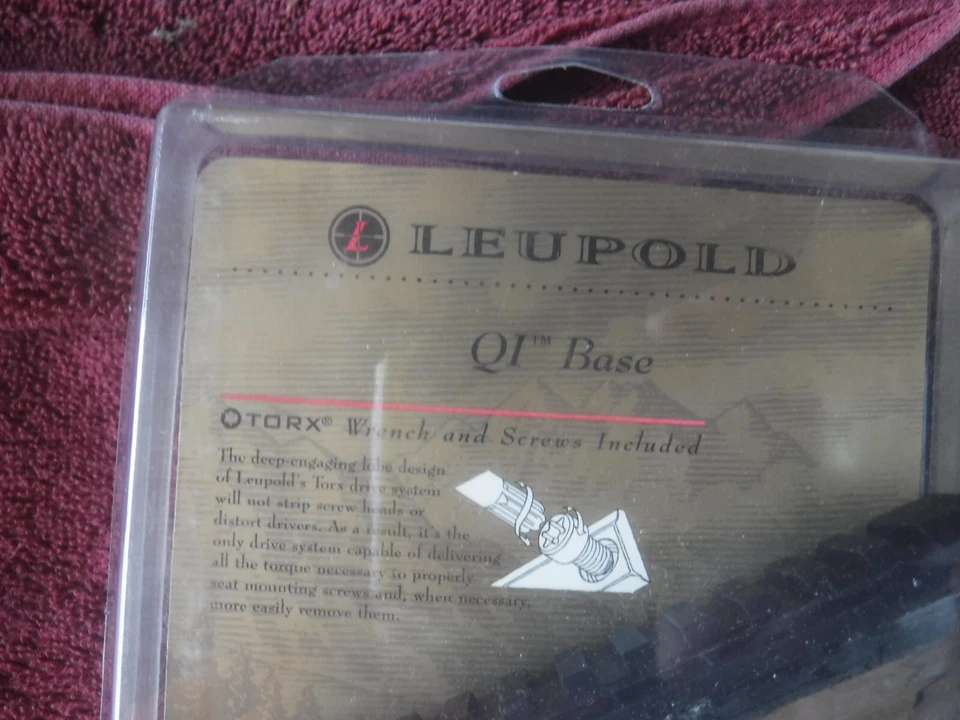 L LEUPOLD
QI™ Base
TORX® Wrench and Screws Included
The deep-engaging lobe design
of Leupold's Torx drive system
will not strip screw heads or
distort drivers. As a result, it's the
only drive system capable of delivering
all the torque necessary to properly
seat mounting screws and, when necessary,
more easily remove them.